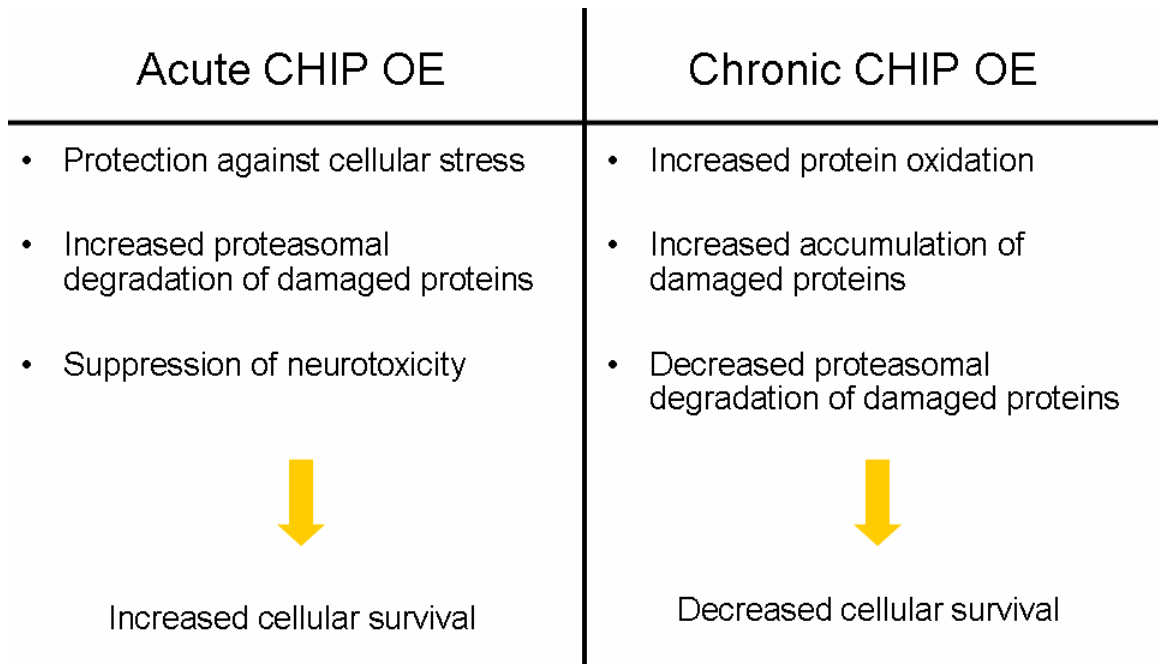 Acute CHIP OE
• Protection against cellular stress
• Increased proteasomal
degradation of damaged proteins
• Suppression of neurotoxicity
Increased cellular survival
Chronic CHIP OE
• Increased protein oxidation
• Increased accumulation of
damaged proteins
• Decreased proteasomal
degradation of damaged proteins
Decreased cellular survival